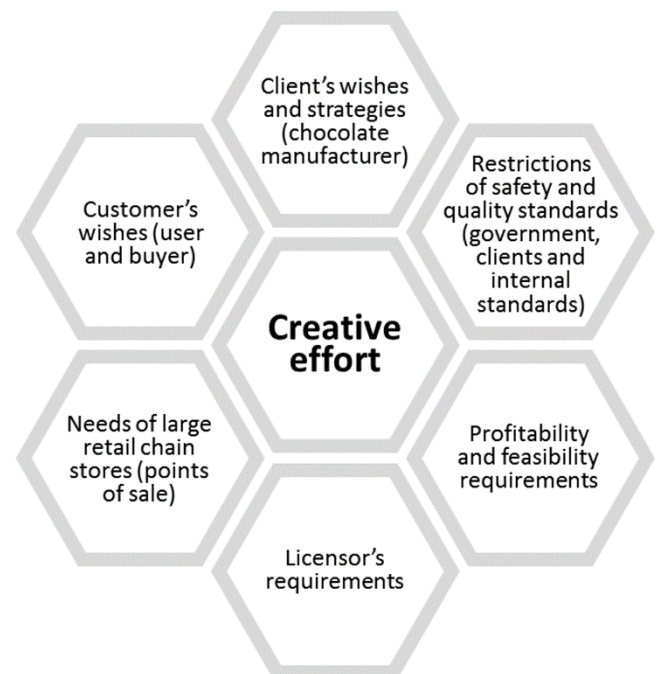 Client’s wishes
and strategies
(chocolate
manufacturer)
Restrictions
of safety and
quality standards
(government,
clients and
internal
standards)
Customer’s
wishes (user
and buyer)
Creative
effort
Needs of large
retail chain
stores (points
of sale)
Profitability
and feasibility
requirements
Licensor’s
requirements